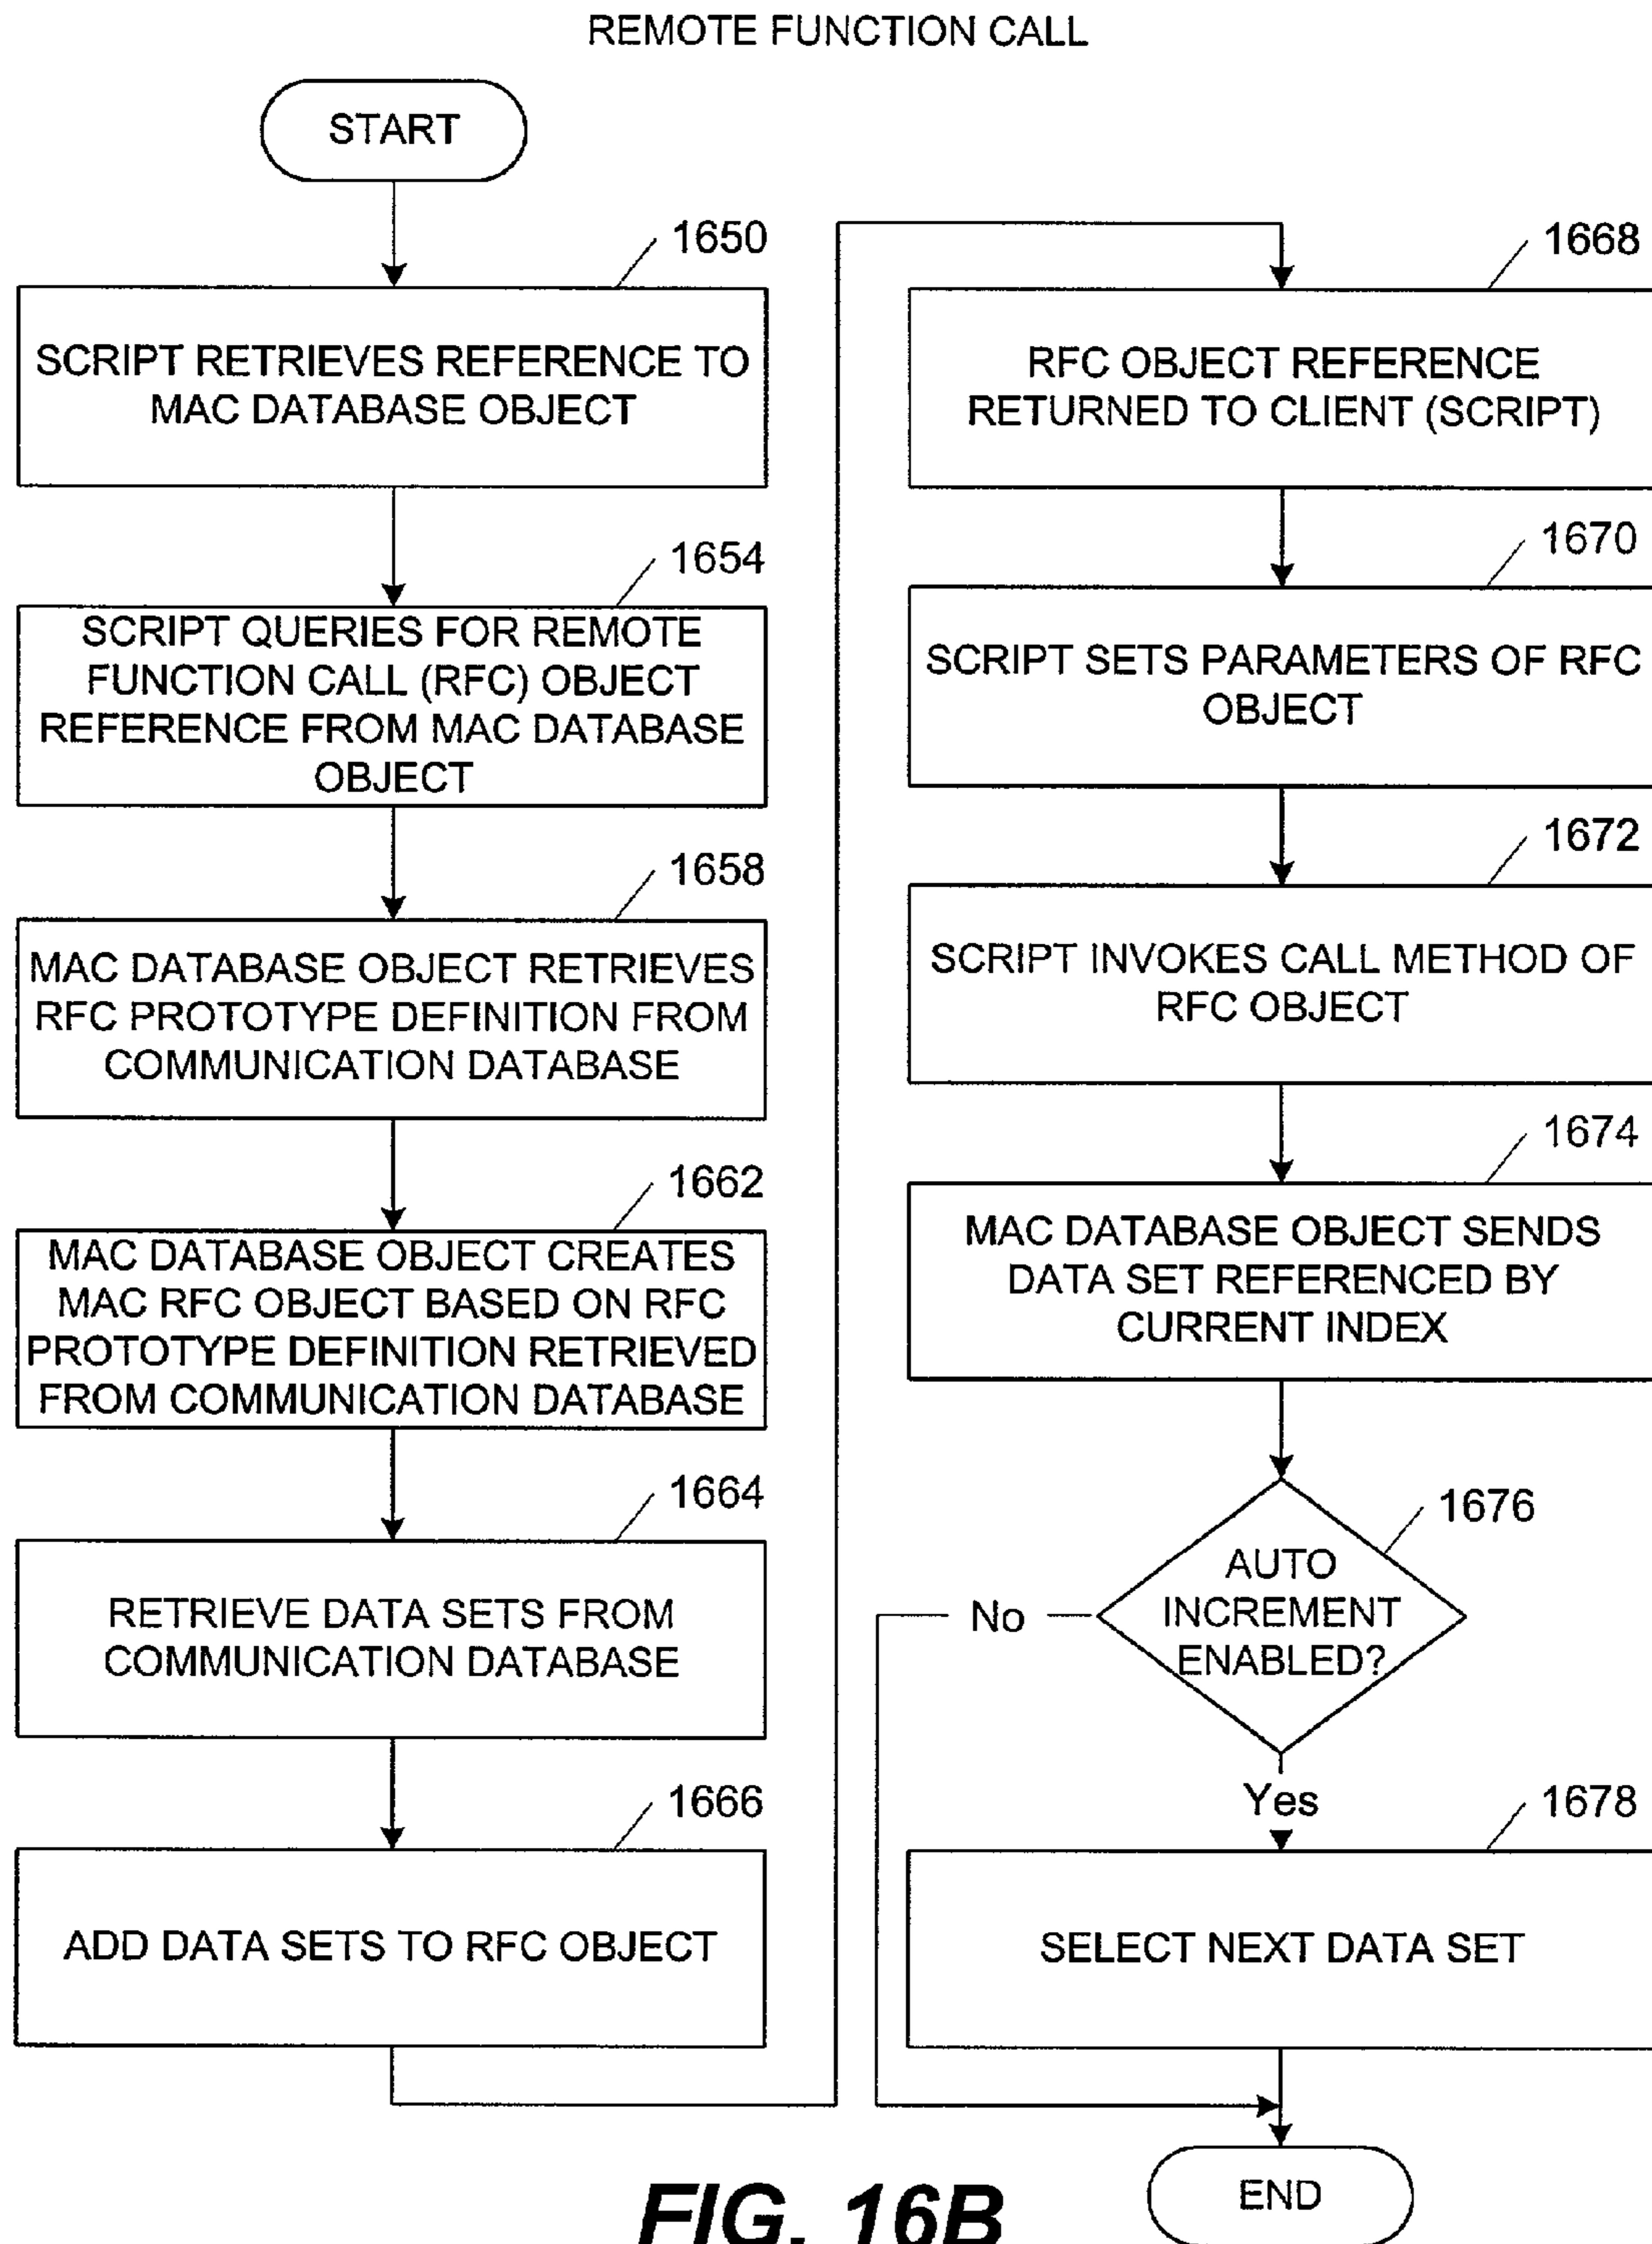 REMOTE FUNCTION CALL
START
1650
SCRIPT RETRIEVES REFERENCE TO
MAC DATABASE OBJECT
1654
SCRIPT QUERIES FOR REMOTE
FUNCTION CALL (RFC) OBJECT
REFERENCE FROM MAC DATABASE
OBJECT
1658
MAC DATABASE OBJECT RETRIEVES
RFC PROTOTYPE DEFINITION FROM
COMMUNICATION DATABASE
1662
MAC DATABASE OBJECT CREATES
MAC RFC OBJECT BASED ON RFC
PROTOTYPE DEFINITION RETRIEVED
FROM COMMUNICATION DATABASE
1664
RETRIEVE DATA SETS FROM
COMMUNICATION DATABASE
1666
ADD DATA SETS TO RFC OBJECT
1668
RFC OBJECT REFERENCE
RETURNED TO CLIENT (SCRIPT)
1670
SCRIPT SETS PARAMETERS OF RFC
OBJECT
1672
SCRIPT INVOKES CALL METHOD OF
RFC OBJECT
1674
MAC DATABASE OBJECT SENDS
DATA SET REFERENCED BY
CURRENT INDEX
1676
AUTO
INCREMENT
ENABLED?
No
Yes
1678
SELECT NEXT DATA SET
END
FIG. 16B